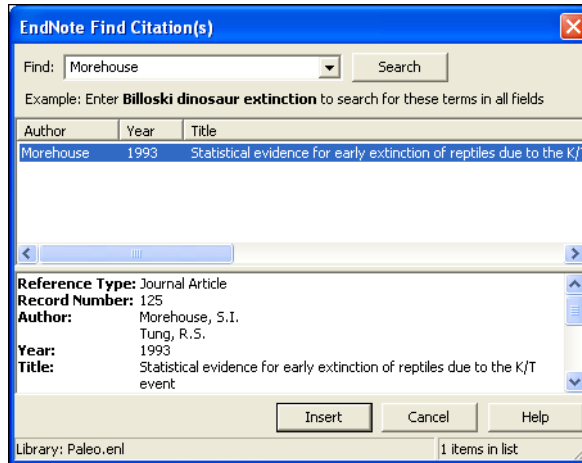 EndNote Find Citation(s)
Find: Morehouse Search
Example: Enter Billoski dinosaur extinction to search for these terms in all fields
Author Year Title
Morehouse 1993 Statistical evidence for early extinction of reptiles due to the K/T
Reference Type: Journal Article
Record Number: 125
Author: Morehouse, S.I.
Tung, R.S.
Year: 1993
Title: Statistical evidence for early extinction of reptiles due to the K/T
event
Insert Cancel Help
Library: Paleo.enl 1 items in list